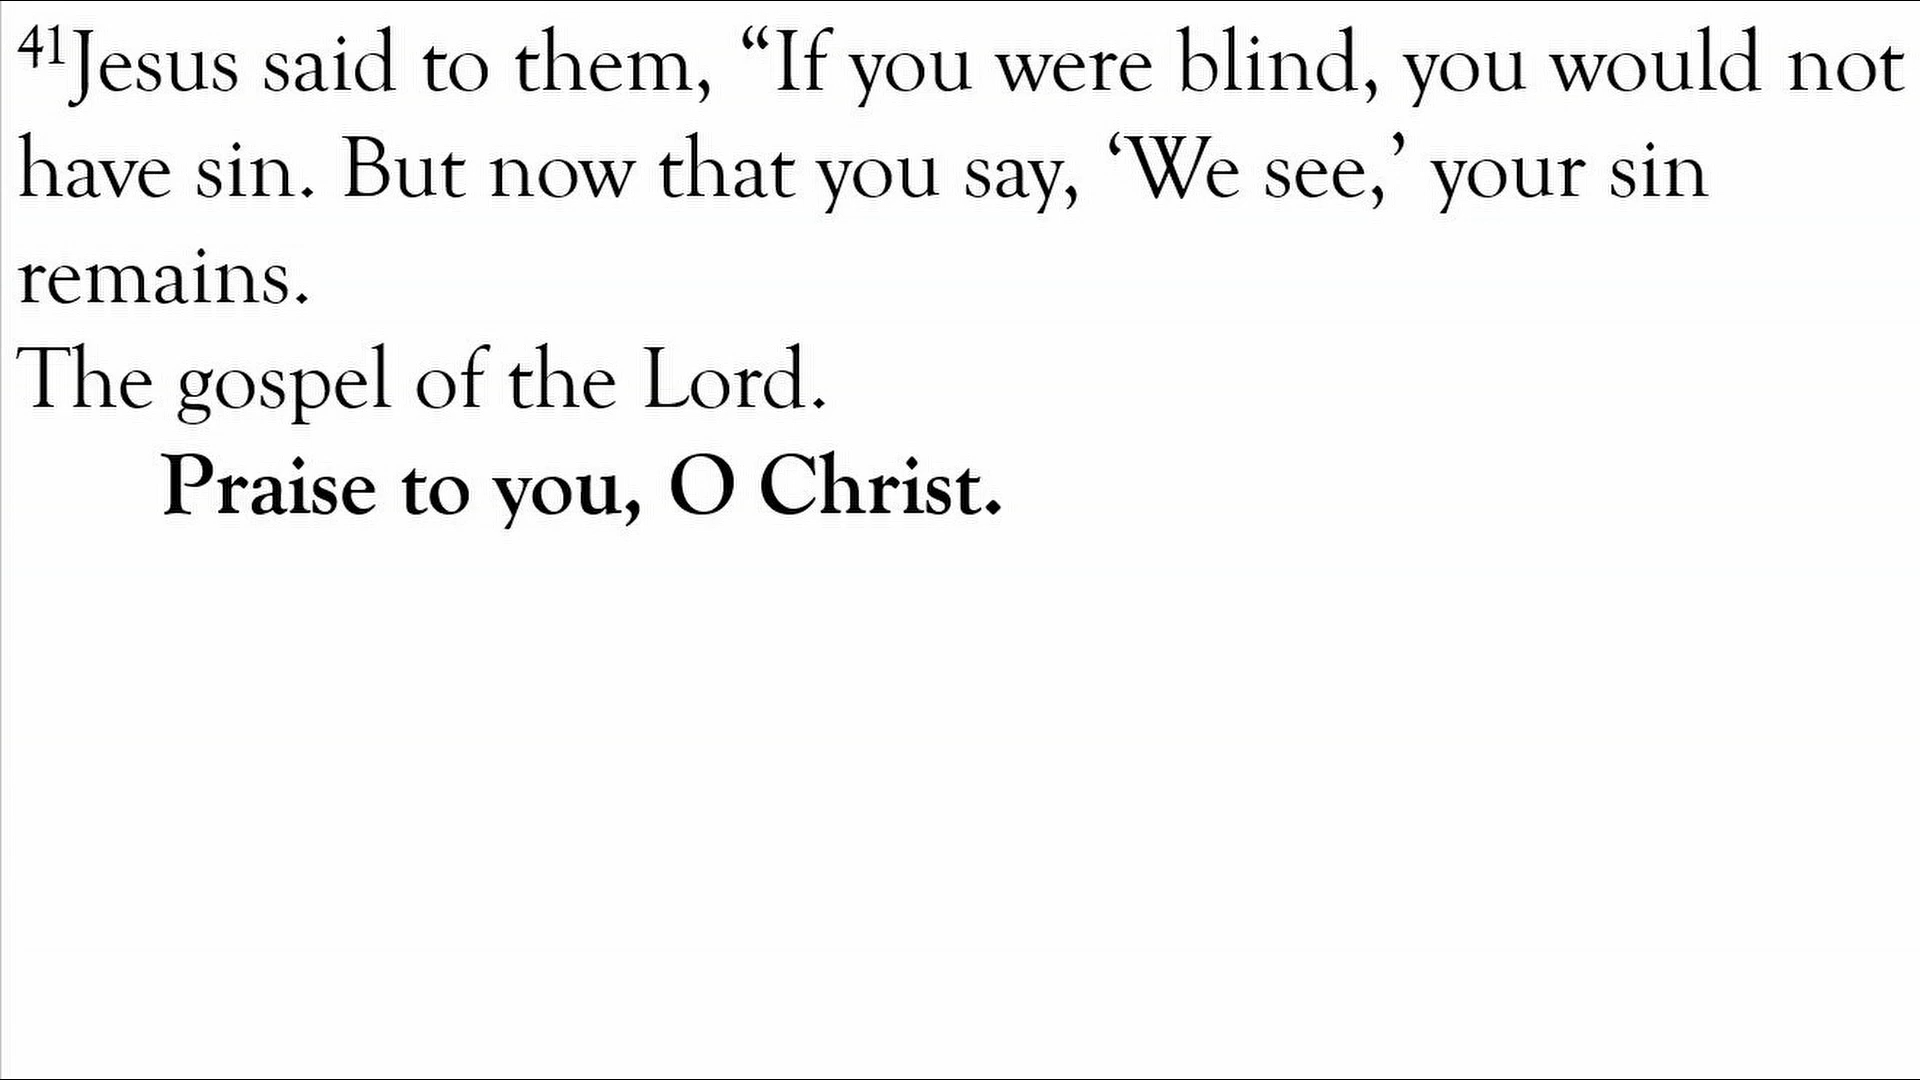 41Jesus said to them, “If you were blind, you would not
have sin. But now that you say, ‘We see,’ your sin
remains.
The gospel of the Lord.
Praise to you, O Christ.